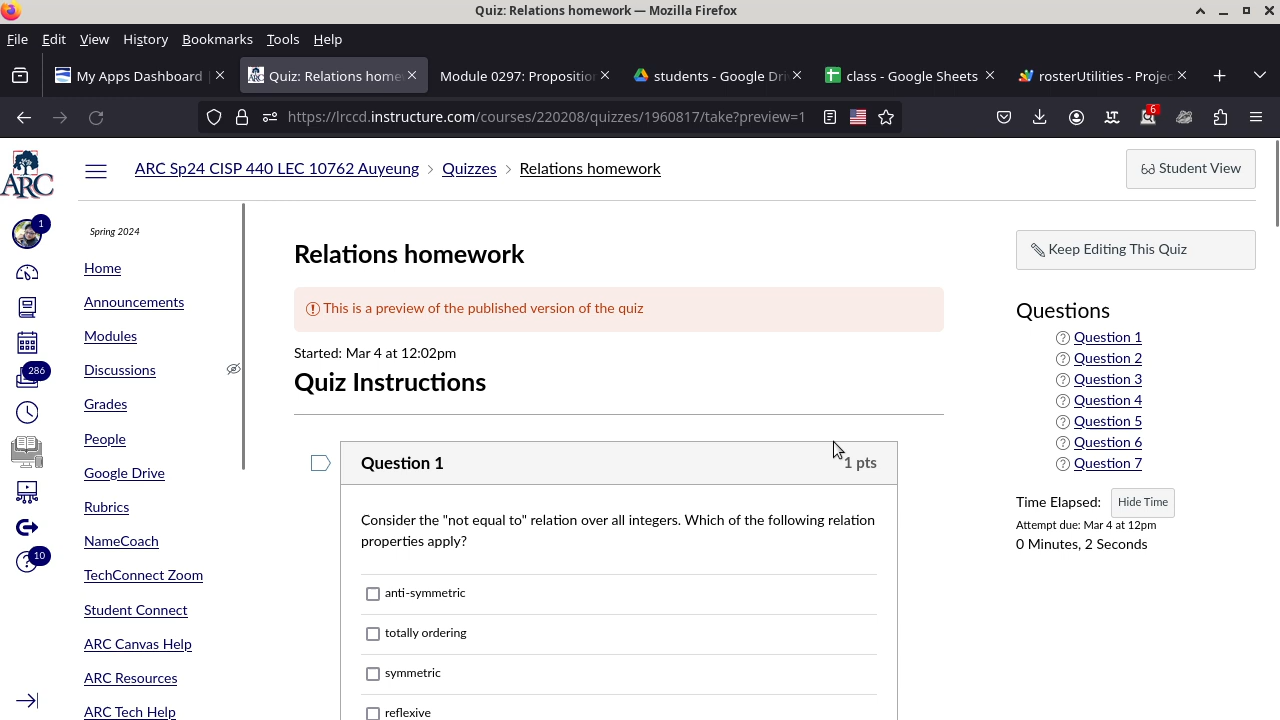 Quiz: Relations homework — Mozilla Firefox
File Edit View History Bookmarks Tools Help
My Apps Dashboard
Quiz: Relations home
Module 0297: Propositio
students - Google Dri
class - Google Sheets
rosterUtilities - Projec
https://lrccd.instructure.com/courses/220208/quizzes/1960817/take?preview=1
6
ARC
ARC Sp24 CISP 440 LEC 10762 Auyeung
Quizzes
Relations homework
Student View
1
286
10
Spring 2024
Home
Announcements
Modules
Discussions
Grades
People
Google Drive
Rubrics
NameCoach
TechConnect Zoom
Student Connect
ARC Canvas Help
ARC Resources
ARC Tech Help
Relations homework
This is a preview of the published version of the quiz
Started: Mar 4 at 12:02pm
Quiz Instructions
Question 1
1 pts
Consider the "not equal to" relation over all integers. Which of the following relation
properties apply?
anti-symmetric
totally ordering
symmetric
reflexive
Keep Editing This Quiz
Questions
Question 1
Question 2
Question 3
Question 4
Question 5
Question 6
Question 7
Time Elapsed:
Hide Time
Attempt due: Mar 4 at 12pm
0 Minutes, 2 Seconds